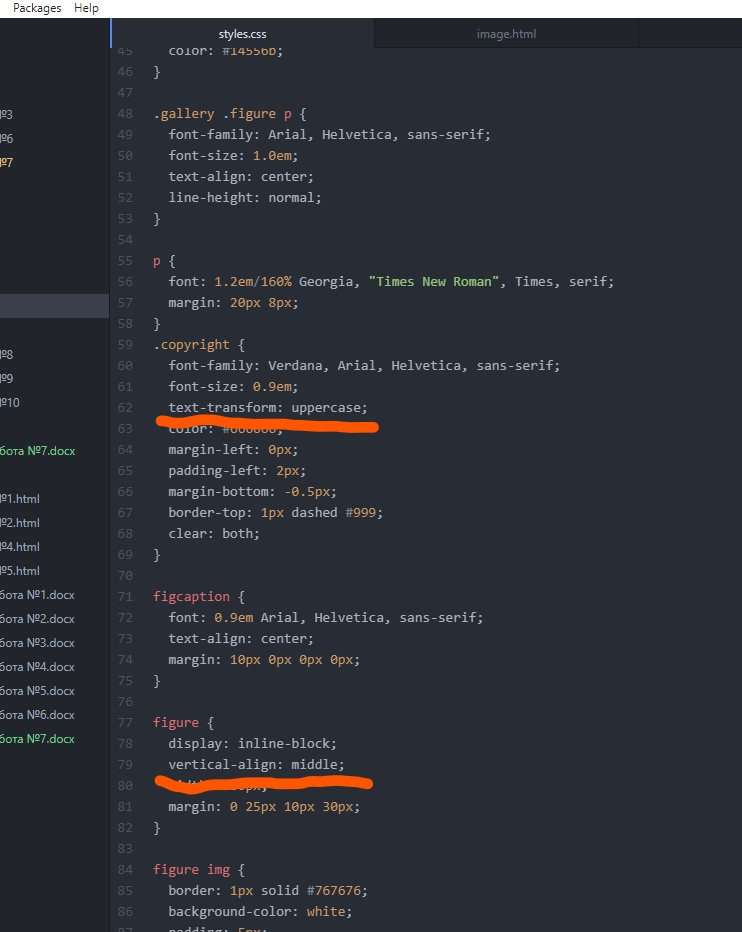 Packages Help
styles.css image.html
45 color: #14556b;
46 }
47
48 .gallery .figure p {
49 font-family: Arial, Helvetica, sans-serif;
50 font-size: 1.0em;
51 text-align: center;
52 line-height: normal;
53 }
54
55 p {
56 font: 1.2em/160% Georgia, "Times New Roman", Times, serif;
57 margin: 20px 8px;
58 }
59 .copyright {
60 font-family: Verdana, Arial, Helvetica, sans-serif;
61 font-size: 0.9em;
62 text-transform: uppercase;
63 color: #666666;
64 margin-left: 0px;
65 padding-left: 2px;
66 margin-bottom: -0.5px;
67 border-top: 1px dashed #999;
68 clear: both;
69 }
70
71 figcaption {
72 font: 0.9em Arial, Helvetica, sans-serif;
73 text-align: center;
74 margin: 10px 0px 0px 0px;
75 }
76
77 figure {
78 display: inline-block;
79 vertical-align: middle;
80
81 margin: 0 25px 10px 30px;
82 }
83
84 figure img {
85 border: 1px solid #767676;
86 background-color: white;
87 padding: 5px;
№3
№6
№7
№8
№9
№10
бота №7.docx
№1.html
№2.html
№4.html
№5.html
бота №1.docx
бота №2.docx
бота №3.docx
бота №4.docx
бота №5.docx
бота №6.docx
бота №7.docx